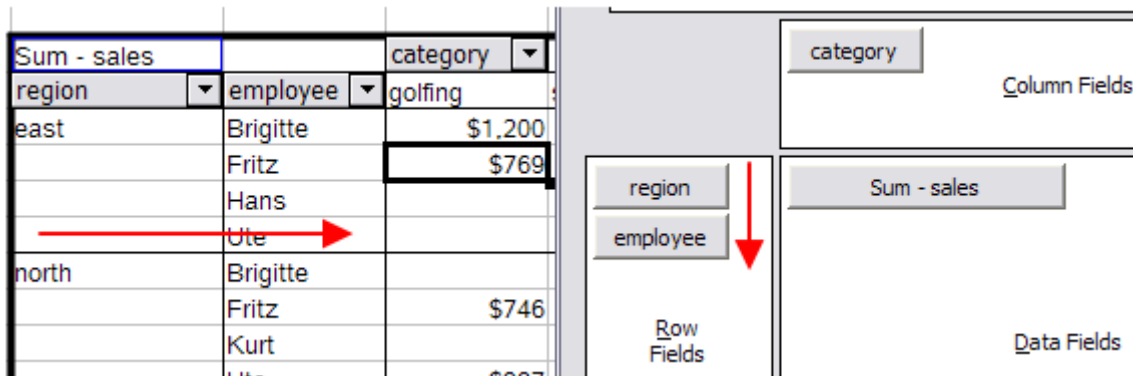 Sum - sales category
region employee golfing
east Brigitte $1,200
Fritz $769
Hans
Ute
north Brigitte
Fritz $746
Kurt
category
Column Fields
region
employee
Row
Fields
Sum - sales
Data Fields